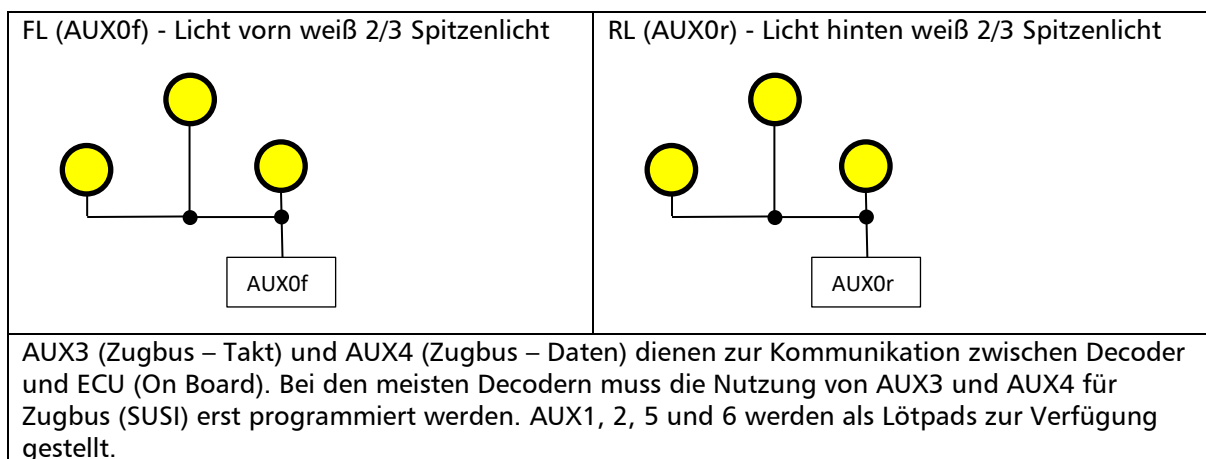 FL (AUX0f) - Licht vorn weiß 2/3 Spitzenlicht
AUX0f
RL (AUX0r) - Licht hinten weiß 2/3 Spitzenlicht
AUX0r
AUX3 (Zugbus – Takt) und AUX4 (Zugbus – Daten) dienen zur Kommunikation zwischen Decoder
und ECU (On Board). Bei den meisten Decodern muss die Nutzung von AUX3 und AUX4 für
Zugbus (SUSI) erst programmiert werden. AUX1, 2, 5 und 6 werden als Lötpads zur Verfügung
gestellt.